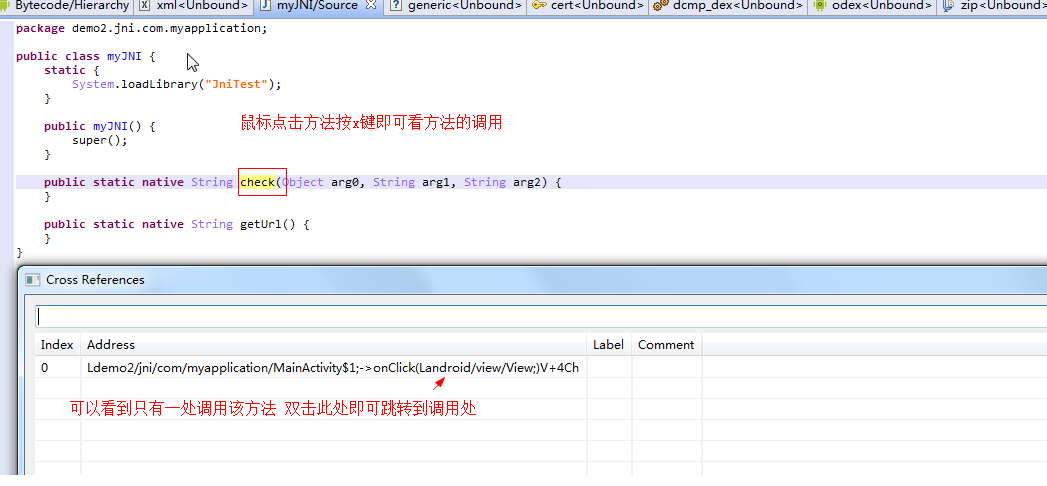 Bytecode/Hierarchy xml<Unbound> myJNI/Source generic<Unbound> cert<Unbound> dcmp_dex<Unbound> odex<Unbound> zip<Unbound>
package demo2.jni.com.myapplication;
public class myJNI {
static {
System.loadLibrary("JniTest");
}
public myJNI() {
鼠标点击方法按x键即可看方法的调用
super();
}
public static native String check(Object arg0, String arg1, String arg2) {
}
public static native String getUrl() {
}
}
Cross References
Index Address Label Comment
0 Ldemo2/jni/com/myapplication/MainActivity$1;->onClick(Landroid/view/View;)V+4Ch
可以看到只有一处调用该方法 双击此处即可跳转到调用处